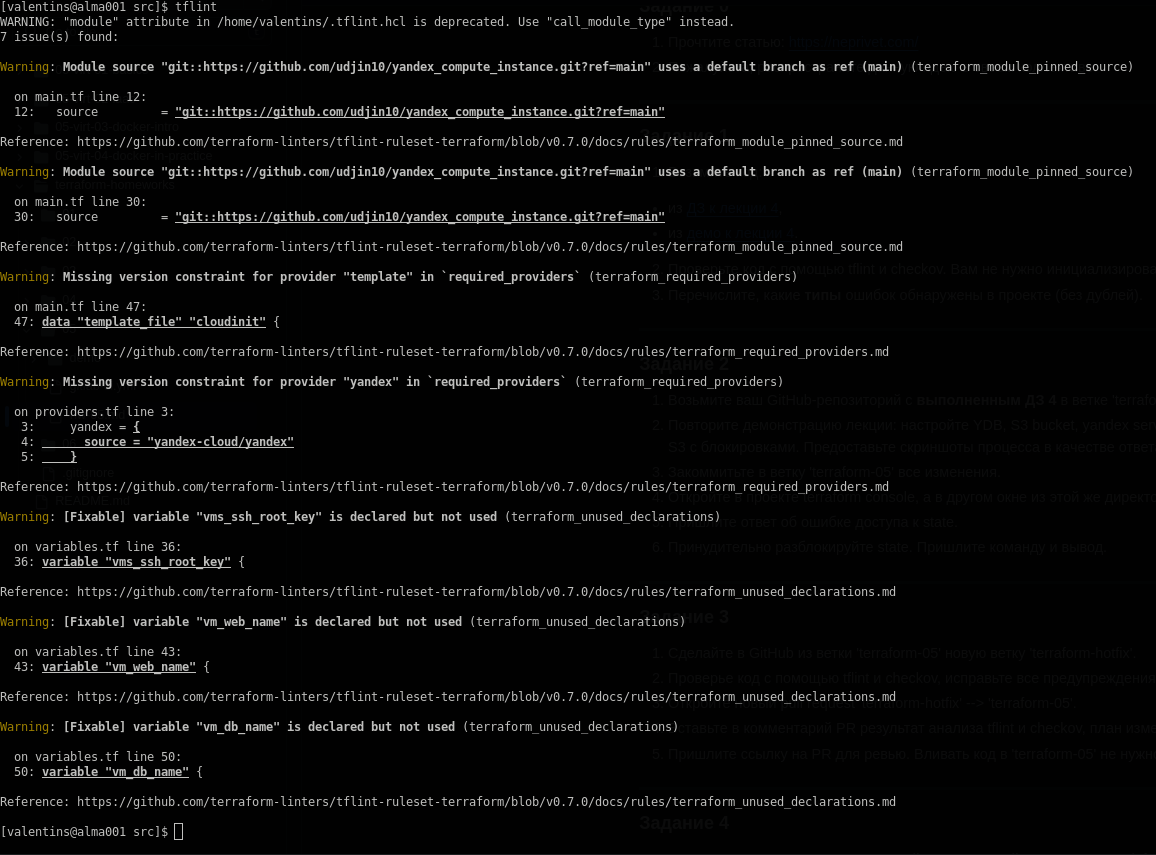 [valentins@alma001 src]$ tflint
WARNING: "module" attribute in /home/valentins/.tflint.hcl is deprecated. Use "call_module_type" instead.
7 issue(s) found:
Warning: Module source "git::https://github.com/udjin10/yandex_compute_instance.git?ref=main" uses a default branch as ref (main) (terraform_module_pinned_source)
on main.tf line 12:
12: source = "git::https://github.com/udjin10/yandex_compute_instance.git?ref=main"
Reference: https://github.com/terraform-linters/tflint-ruleset-terraform/blob/v0.7.0/docs/rules/terraform_module_pinned_source.md
Warning: Module source "git::https://github.com/udjin10/yandex_compute_instance.git?ref=main" uses a default branch as ref (main) (terraform_module_pinned_source)
on main.tf line 30:
30: source = "git::https://github.com/udjin10/yandex_compute_instance.git?ref=main"
Reference: https://github.com/terraform-linters/tflint-ruleset-terraform/blob/v0.7.0/docs/rules/terraform_module_pinned_source.md
Warning: Missing version constraint for provider "template" in `required_providers` (terraform_required_providers)
on main.tf line 47:
47: data "template_file" "cloudinit" {
Reference: https://github.com/terraform-linters/tflint-ruleset-terraform/blob/v0.7.0/docs/rules/terraform_required_providers.md
Warning: Missing version constraint for provider "yandex" in `required_providers` (terraform_required_providers)
on providers.tf line 3:
3: yandex = {
4: source = "yandex-cloud/yandex"
5: }
Reference: https://github.com/terraform-linters/tflint-ruleset-terraform/blob/v0.7.0/docs/rules/terraform_required_providers.md
Warning: [Fixable] variable "vms_ssh_root_key" is declared but not used (terraform_unused_declarations)
on variables.tf line 36:
36: variable "vms_ssh_root_key" {
Reference: https://github.com/terraform-linters/tflint-ruleset-terraform/blob/v0.7.0/docs/rules/terraform_unused_declarations.md
Warning: [Fixable] variable "vm_web_name" is declared but not used (terraform_unused_declarations)
on variables.tf line 43:
43: variable "vm_web_name" {
Reference: https://github.com/terraform-linters/tflint-ruleset-terraform/blob/v0.7.0/docs/rules/terraform_unused_declarations.md
Warning: [Fixable] variable "vm_db_name" is declared but not used (terraform_unused_declarations)
on variables.tf line 50:
50: variable "vm_db_name" {
Reference: https://github.com/terraform-linters/tflint-ruleset-terraform/blob/v0.7.0/docs/rules/terraform_unused_declarations.md
[valentins@alma001 src]$